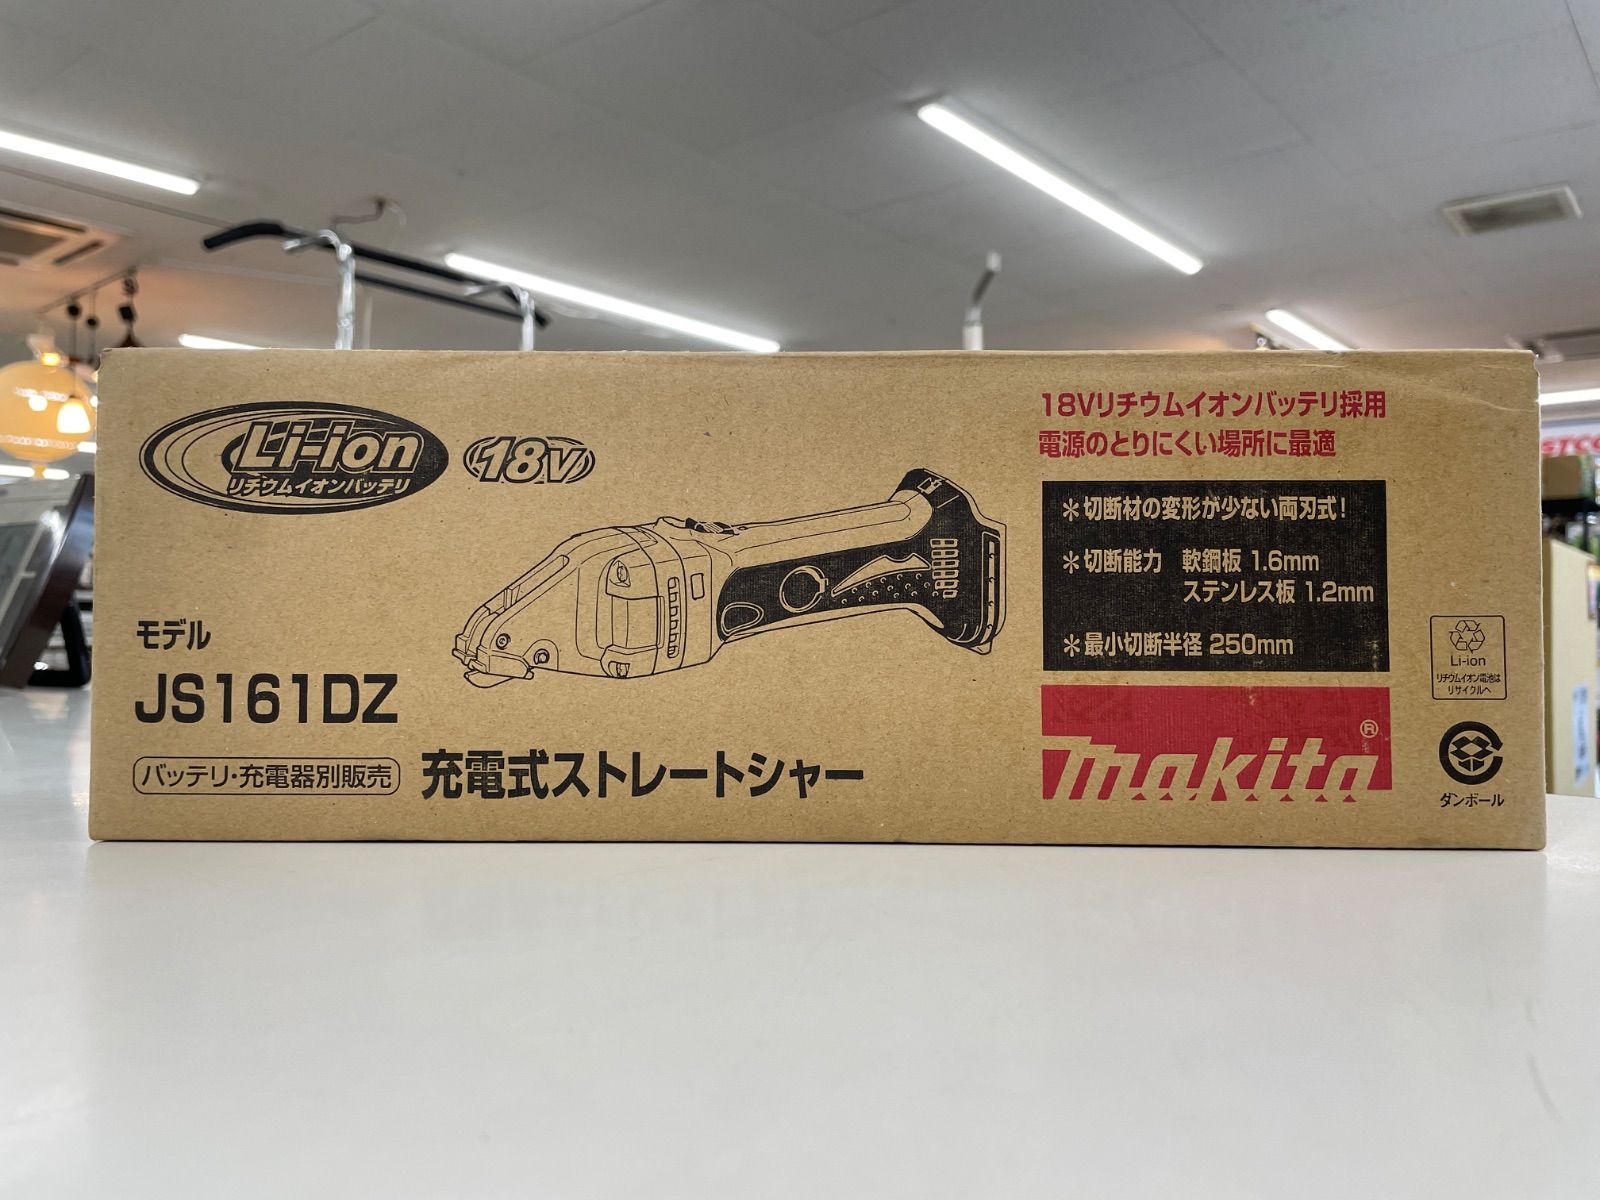 Li-ion
リチウムイオンバッテリ
18V
モデル
JS161DZ
バッテリ・充電器別販売
充電式ストレートシャー
18Vリチウムイオンバッテリ採用
電源のとりにくい場所に最適
＊切断材の変形が少ない両刃式!
＊切断能力 軟鋼板 1.6mm
ステンレス板 1.2mm
＊最小切断半径 250mm
makita®
Li-ion
リチウムイオン電池は
リサイクルへ
ダンボール